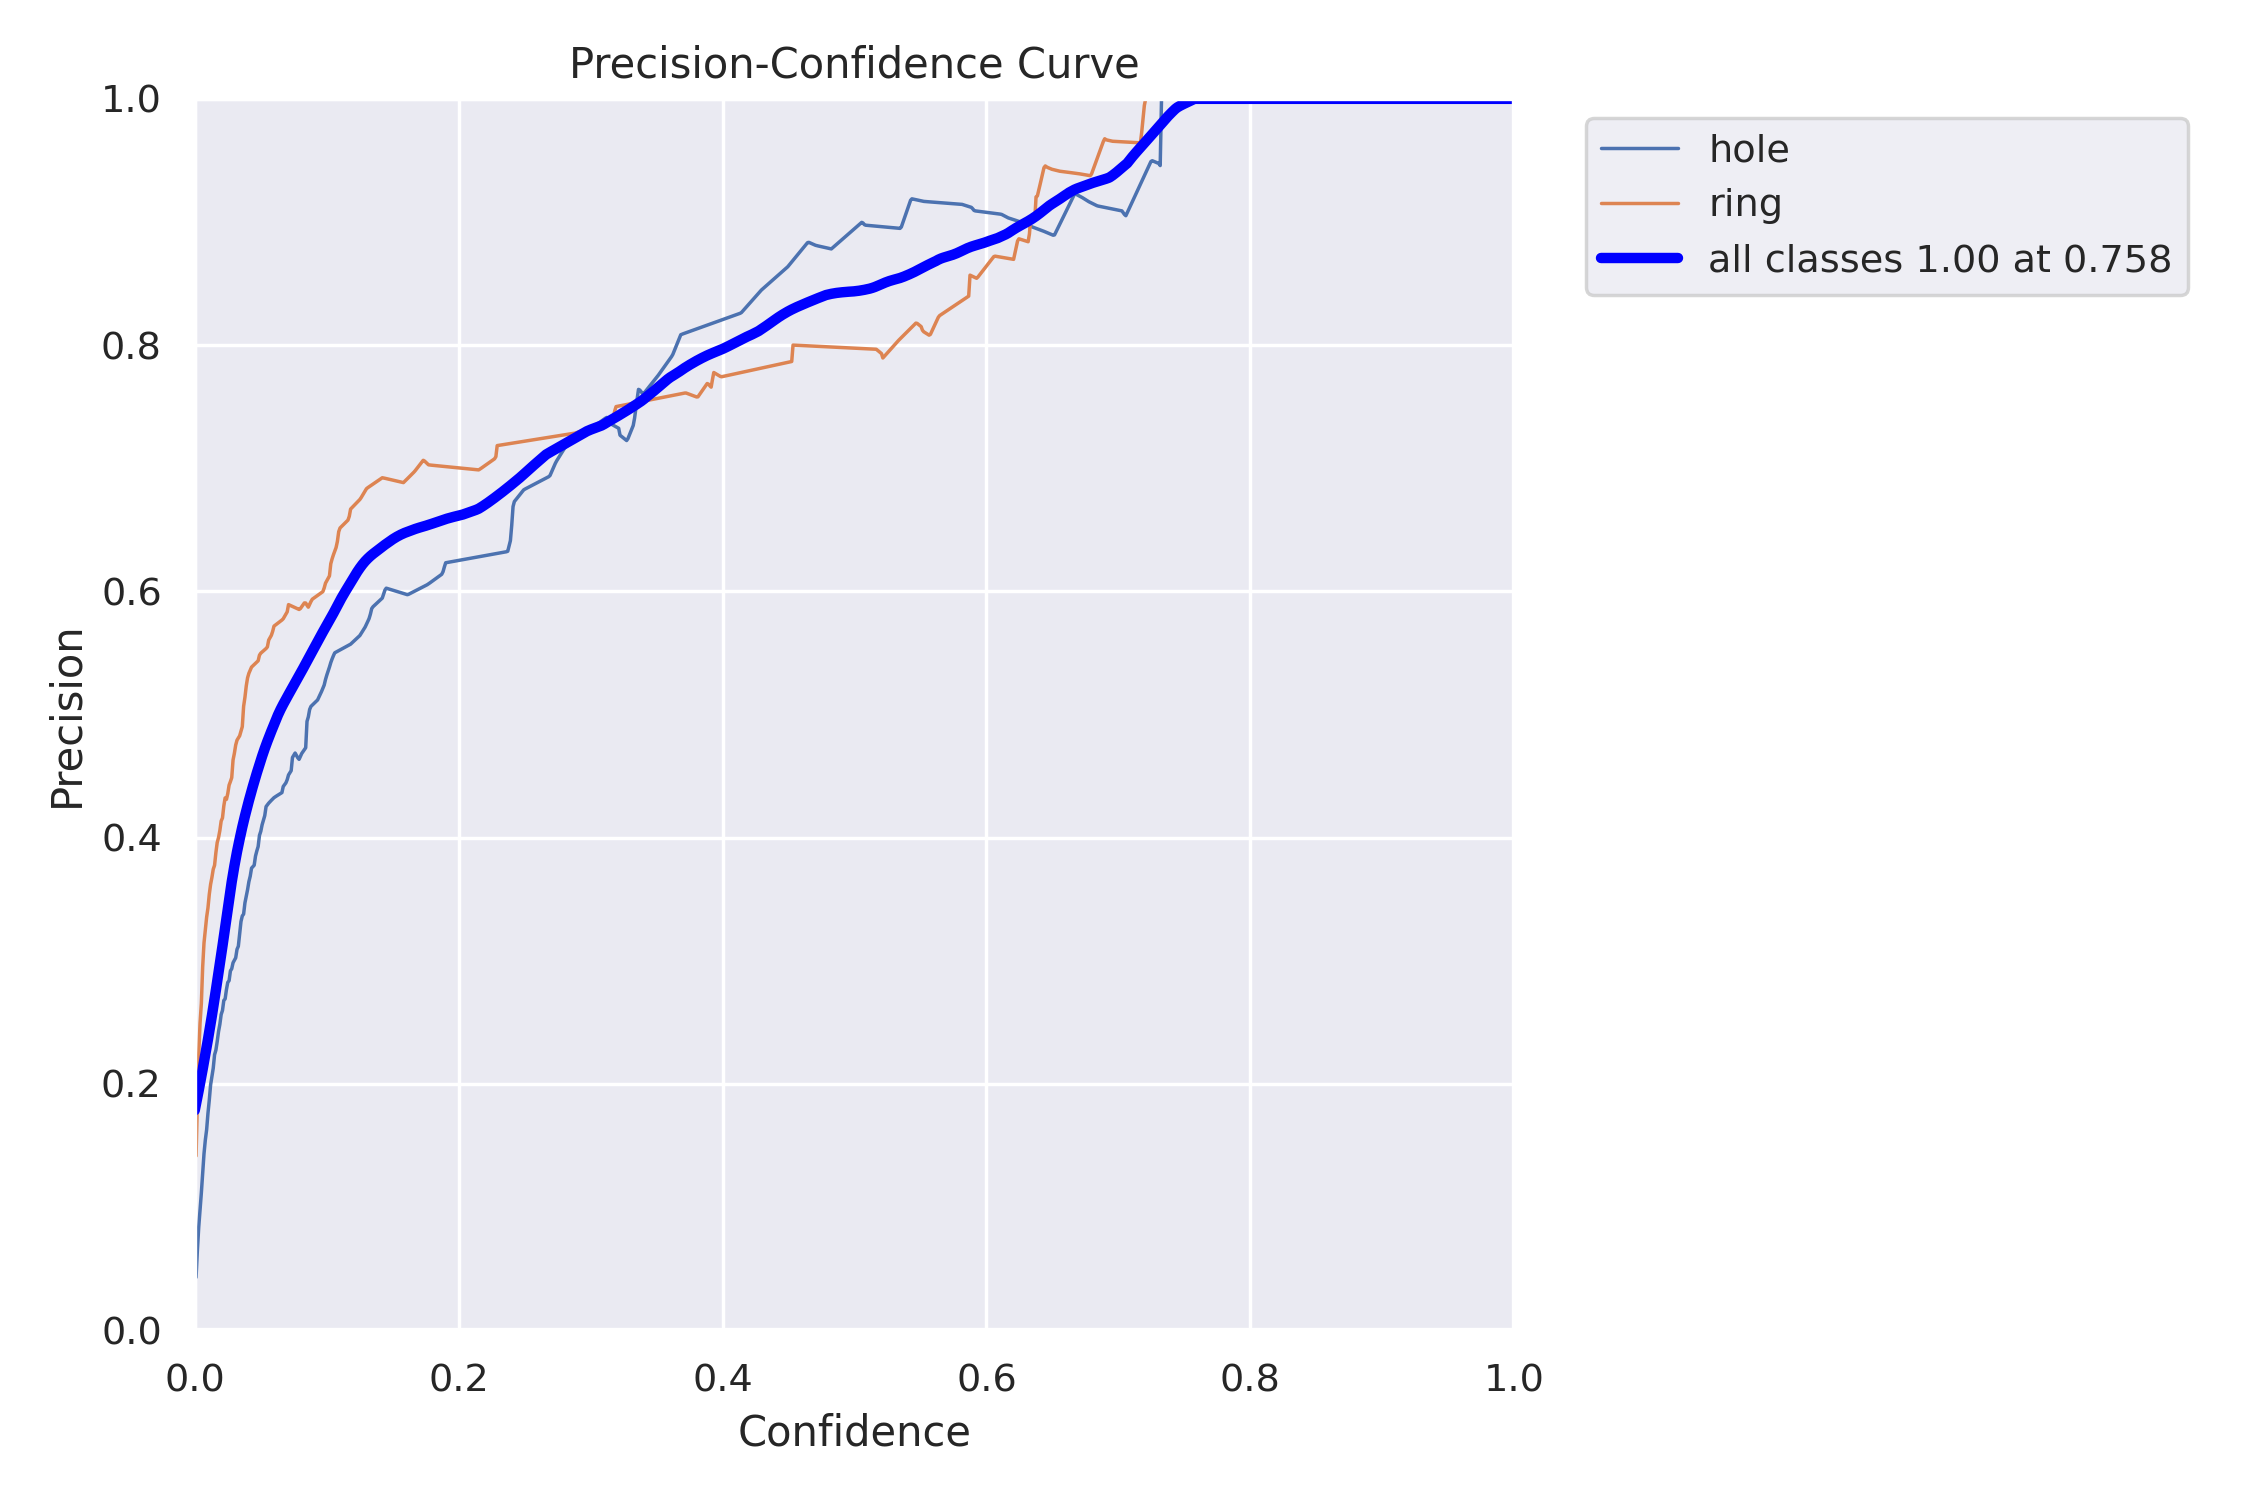 Precision-Confidence Curve
1.0
0.8
0.6
0.4
0.2
0.0
Precision
0.0 0.2 0.4 0.6 0.8 1.0
Confidence
hole
ring
all classes 1.00 at 0.758